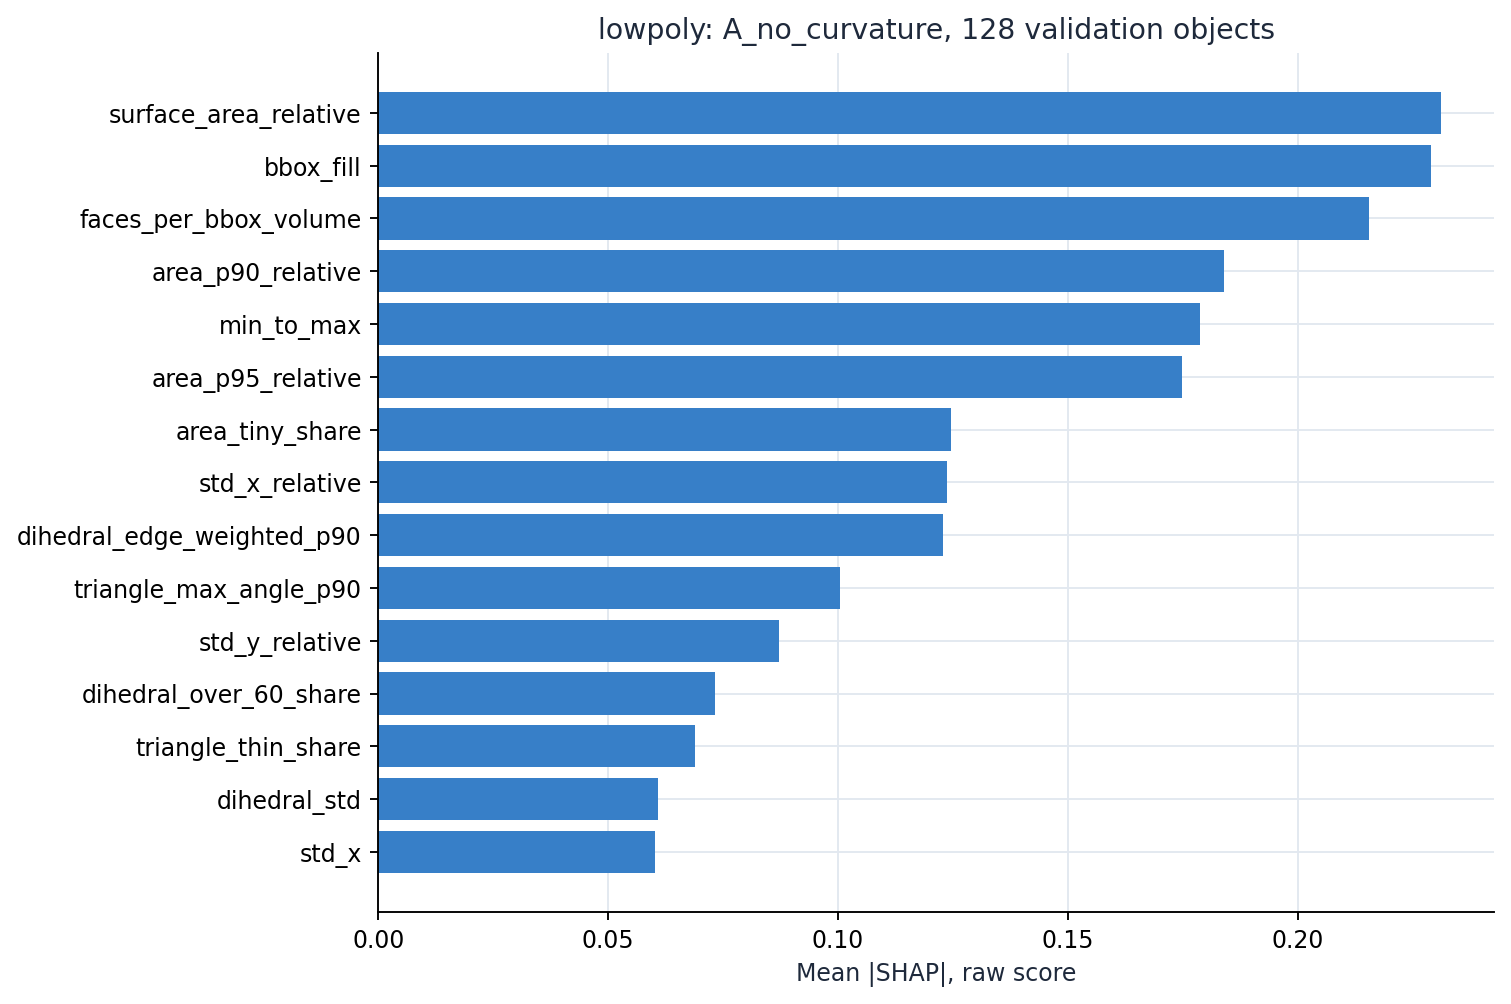 lowpoly: A_no_curvature, 128 validation objects
surface_area_relative
bbox_fill
faces_per_bbox_volume
area_p90_relative
min_to_max
area_p95_relative
area_tiny_share
std_x_relative
dihedral_edge_weighted_p90
triangle_max_angle_p90
std_y_relative
dihedral_over_60_share
triangle_thin_share
dihedral_std
std_x
0.00 0.05 0.10 0.15 0.20
Mean |SHAP|, raw score